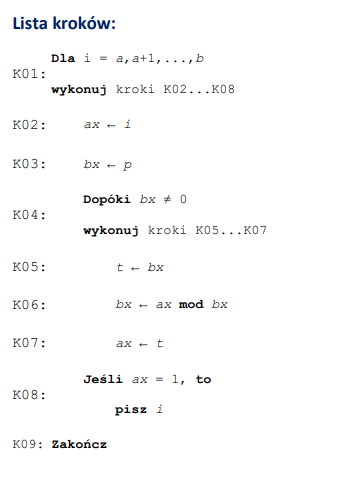 Lista kroków:
Dla i = a,a+1,...,b
K01:
wykonuj kroki K02...K08
K02: ax ← i
K03: bx ← p
Dopóki bx ≠ 0
K04:
wykonuj kroki K05...K07
K05: t ← bx
K06: bx ← ax mod bx
K07: ax ← t
Jeśli ax = 1, to
K08:
pisz i
K09: Zakończ